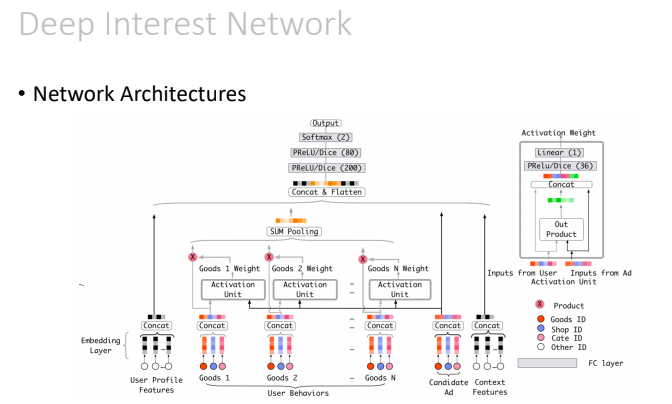 Deep Interest Network
• Network Architectures
Output
Softmax (2)
PReLU/Dice (80)
PReLU/Dice (200)
Concat & Flatten
SUM Pooling
X X X
Goods 1 Weight Goods 2 Weight Goods N Weight
Activation Unit
Activation Unit
...
Activation Unit
Concat Concat Concat ... Concat Concat Concat
Embedding Layer
User Profile Features
Goods 1 Goods 2 ... Goods N
User Behaviors
Candidate Ad
Context Features
Activation Weight
Linear (1)
PRelu/Dice (36)
Concat
Out Product
Inputs from User Inputs from Ad
Activation Unit
X Product
Goods ID
Shop ID
Cate ID
Other ID
FC layer